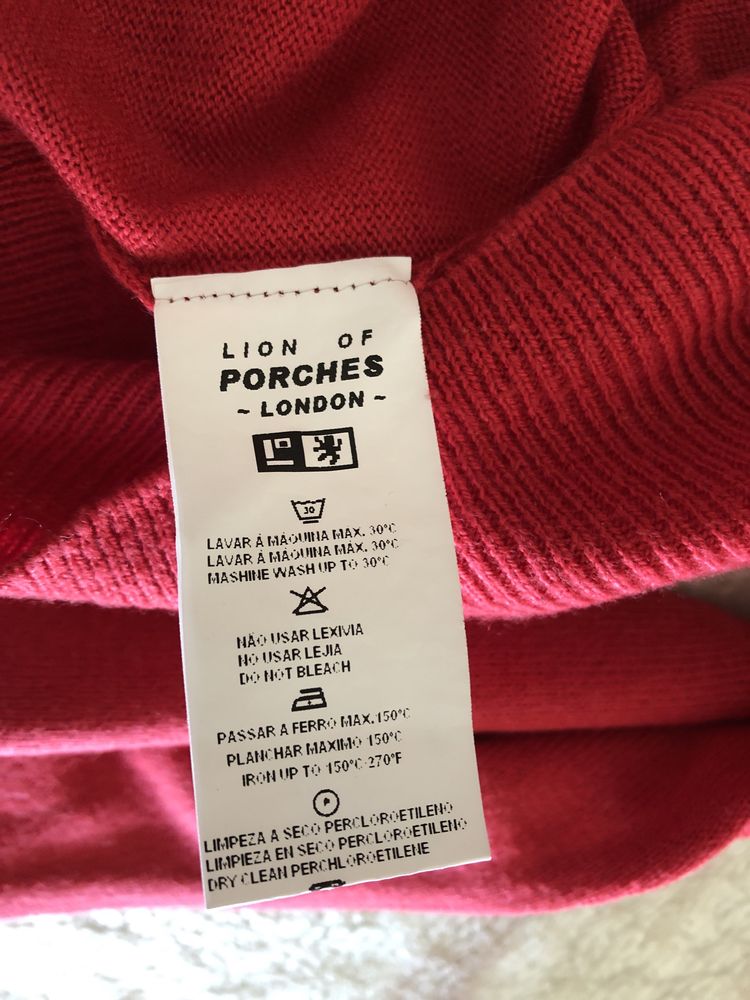 LION OF
PORCHES
~ LONDON ~
30
LAVAR À MÁQUINA MAX. 30°C
LAVAR Á MÁQUINA MAX. 30°C
MASHINE WASH UP TO 30°C
NÃO USAR LEXIVIA
NO USAR LEJIA
DO NOT BLEACH
PASSAR A FERRO MAX.150°C
PLANCHAR MAXIMO 150°C
IRON UP TO 150°C-270°F
P
LIMPEZA A SECO PERCLOROETILENO
LIMPIEZA EN SECO PERCLOROETILENO
DRY CLEAN PERCHLOROETILENE